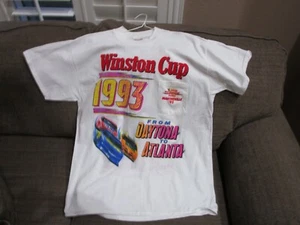 Winston Cup
1993
FROM
DAYTONA
TO
ATLANTA